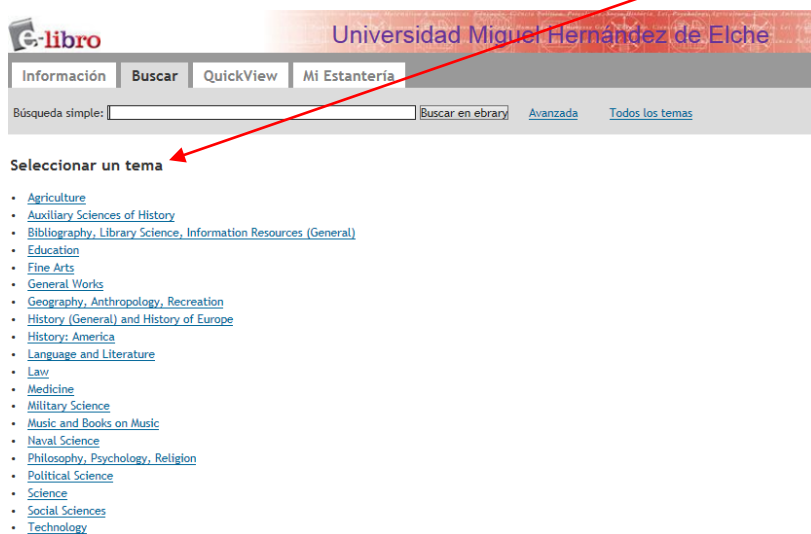 e-libro
Universidad Miguel Hernández de Elche
Información Buscar QuickView Mi Estantería
Búsqueda simple: Buscar en ebrary Avanzada Todos los temas
Seleccionar un tema
• Agriculture
• Auxiliary Sciences of History
• Bibliography, Library Science, Information Resources (General)
• Education
• Fine Arts
• General Works
• Geography, Anthropology, Recreation
• History (General) and History of Europe
• History: America
• Language and Literature
• Law
• Medicine
• Military Science
• Music and Books on Music
• Naval Science
• Philosophy, Psychology, Religion
• Political Science
• Science
• Social Sciences
• Technology